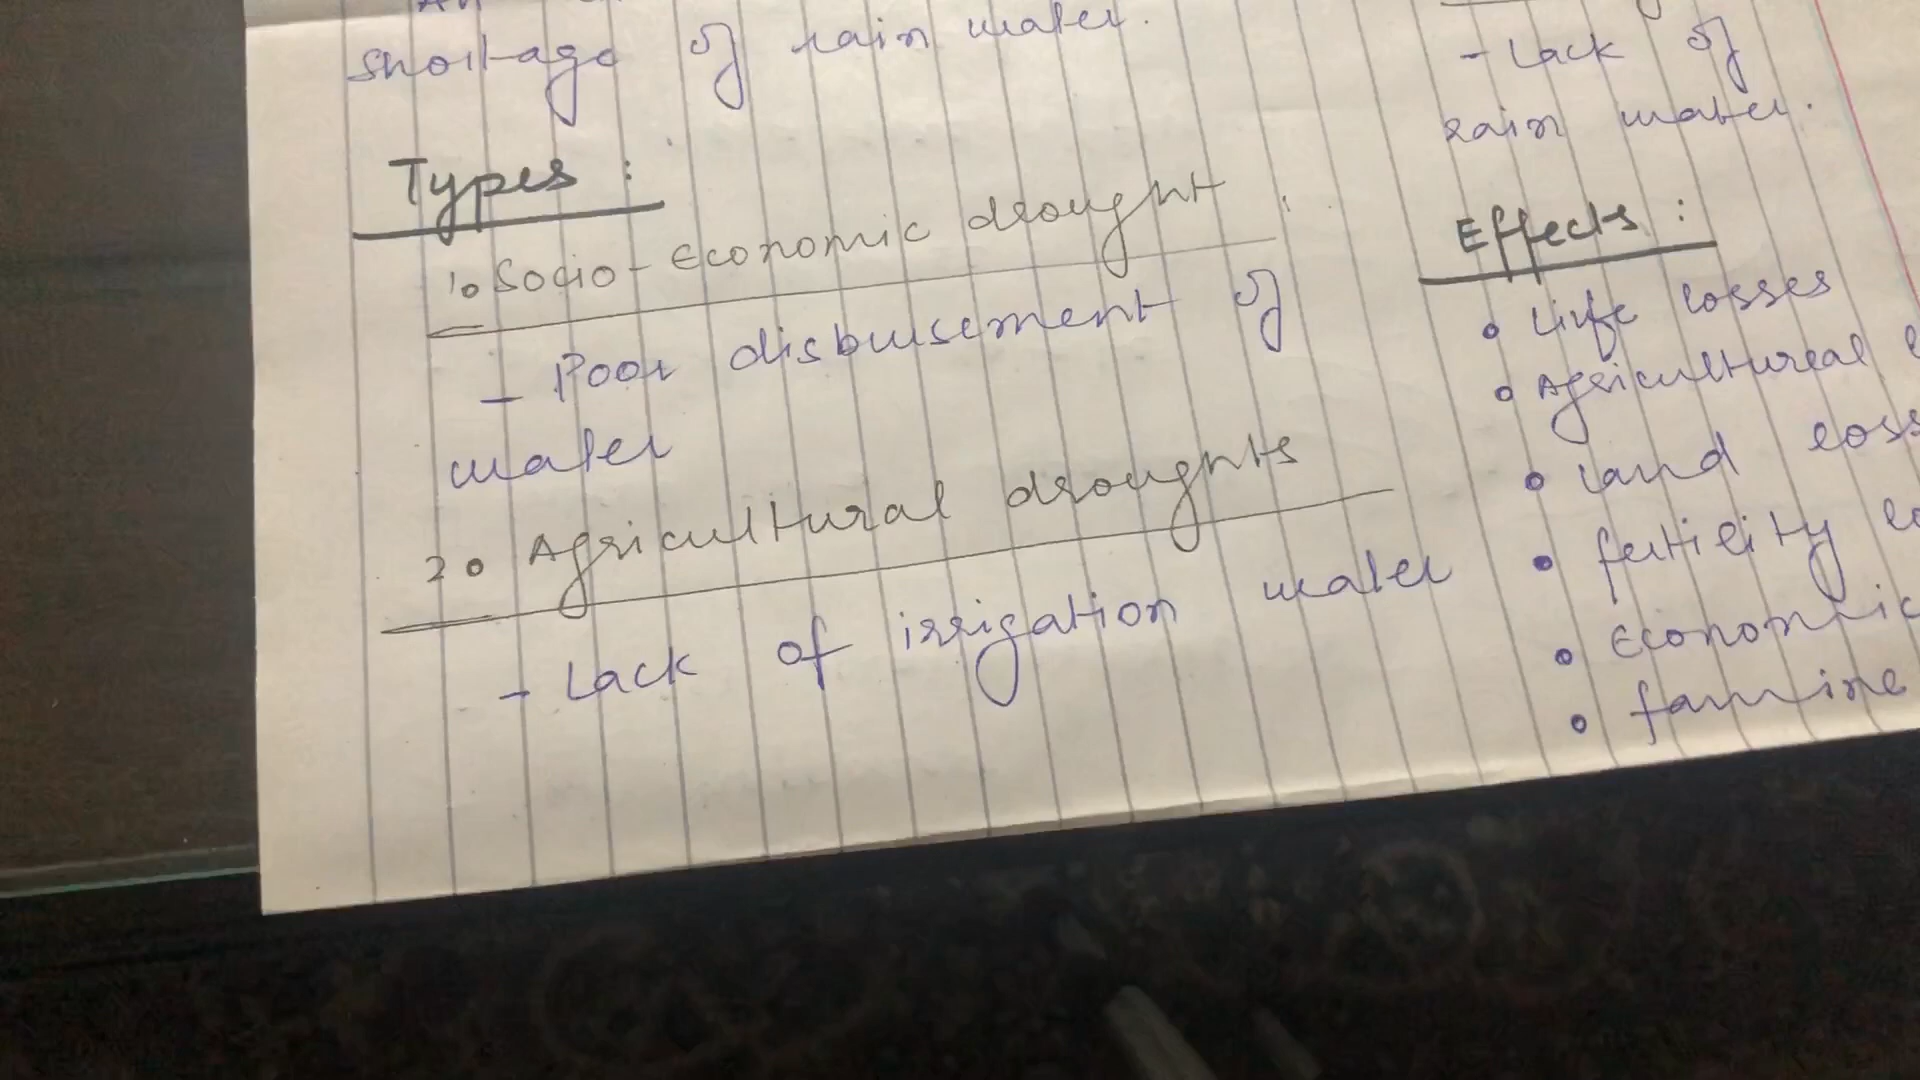 shortage of rain water.
Types :
1. Socio-Economic drought :
- Poor disbursement of
water
2. Agricultural droughts
- Lack of irrigation water
- Lack of
rain water.
Effects :
• Life losses
• Agricultureal
• Land loss
• fertility
• Economic
• famine